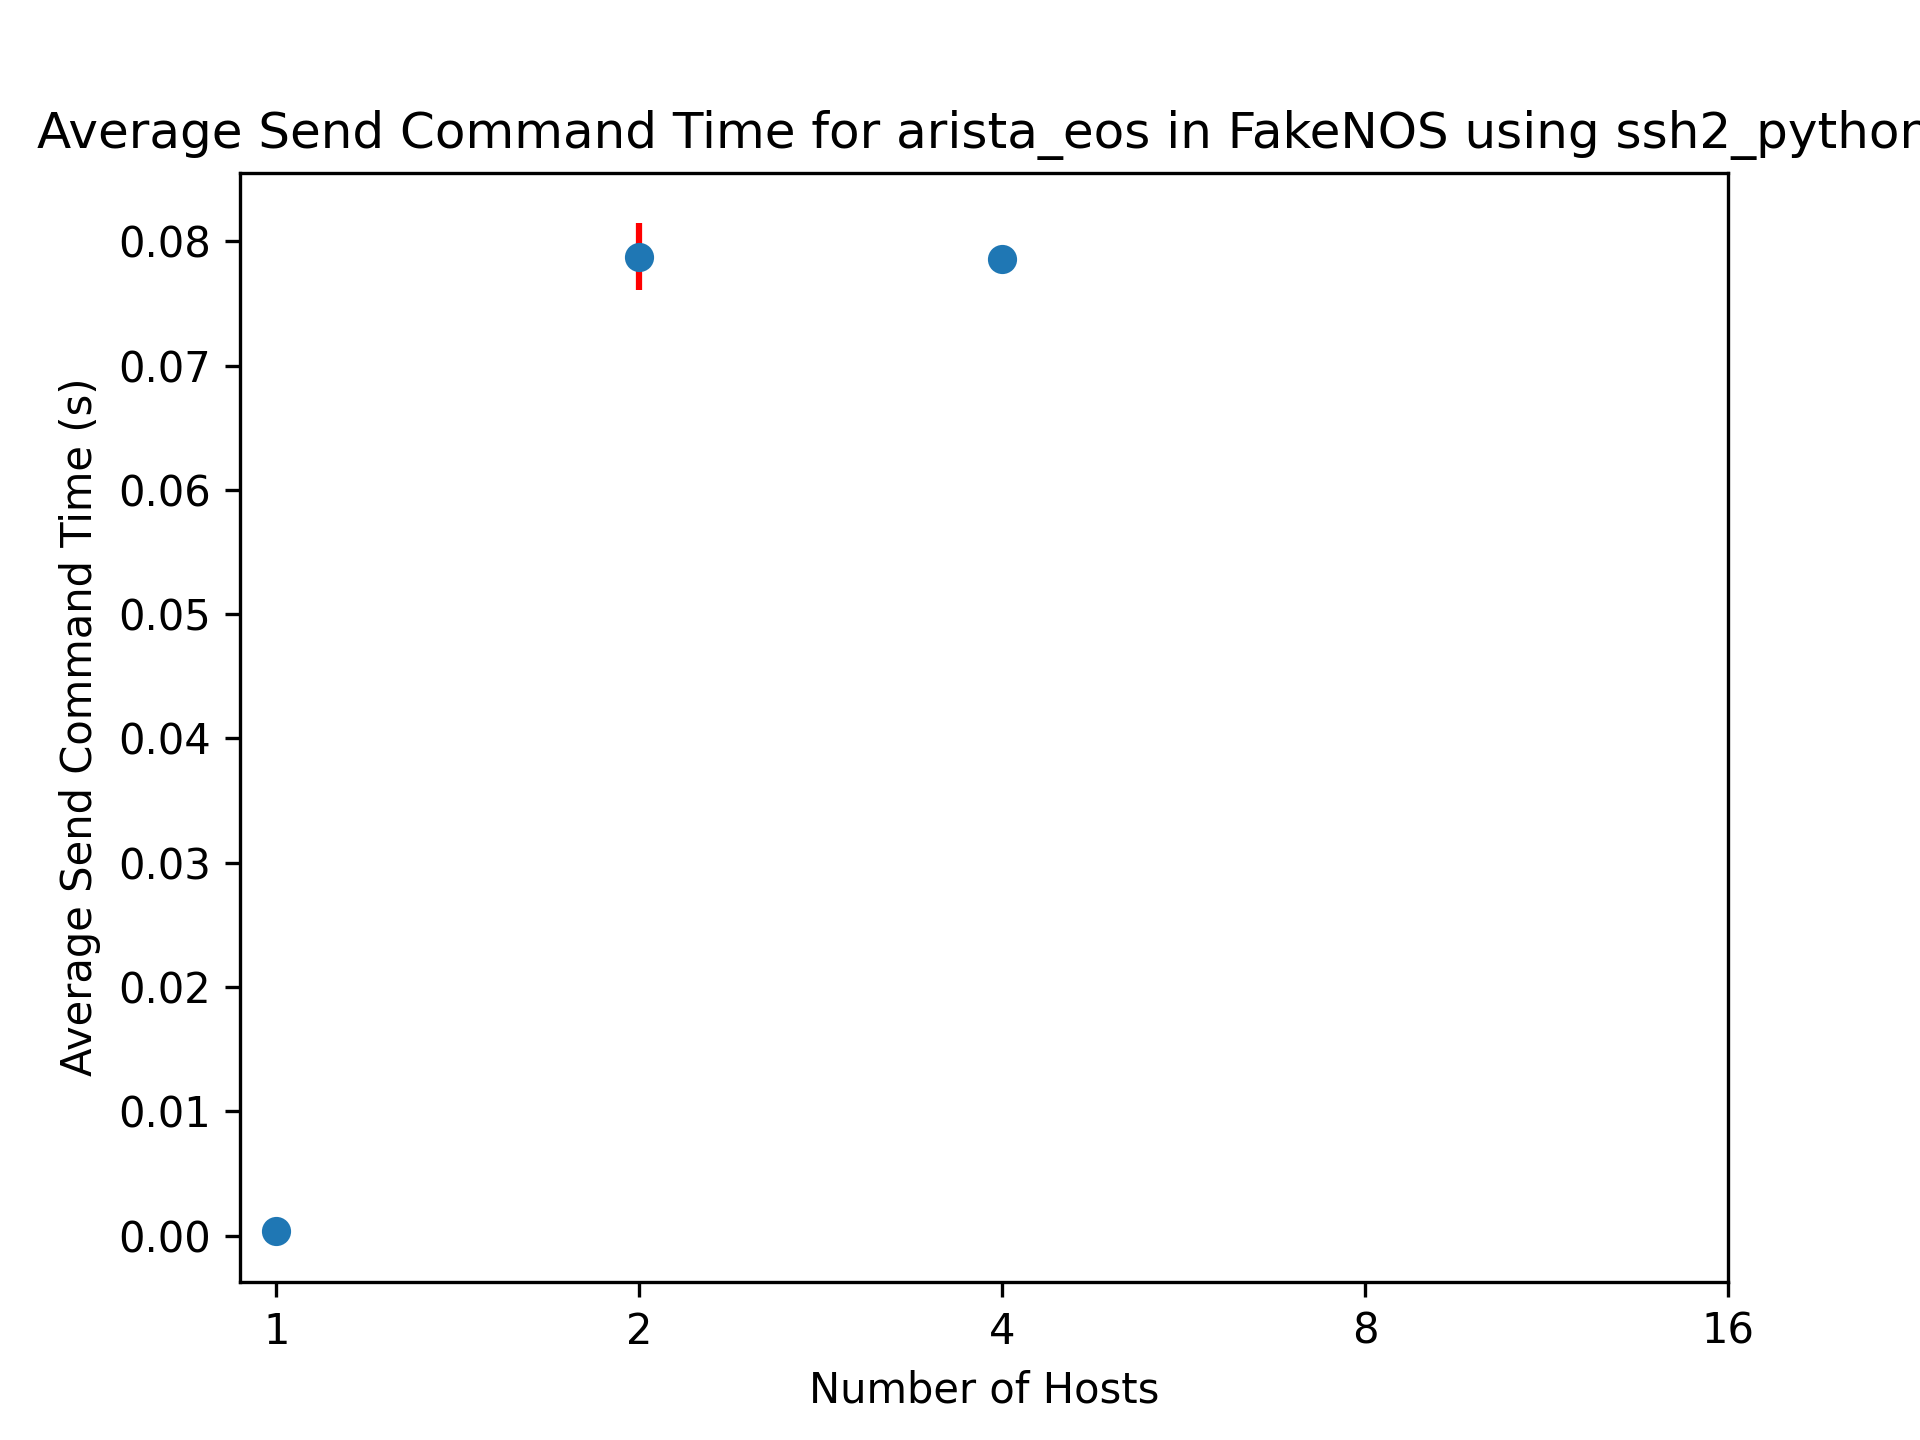 Average Send Command Time for arista_eos in FakeNOS using ssh2_python
Average Send Command Time (s)
0.08
0.07
0.06
0.05
0.04
0.03
0.02
0.01
0.00
1 2 4 8 16
Number of Hosts